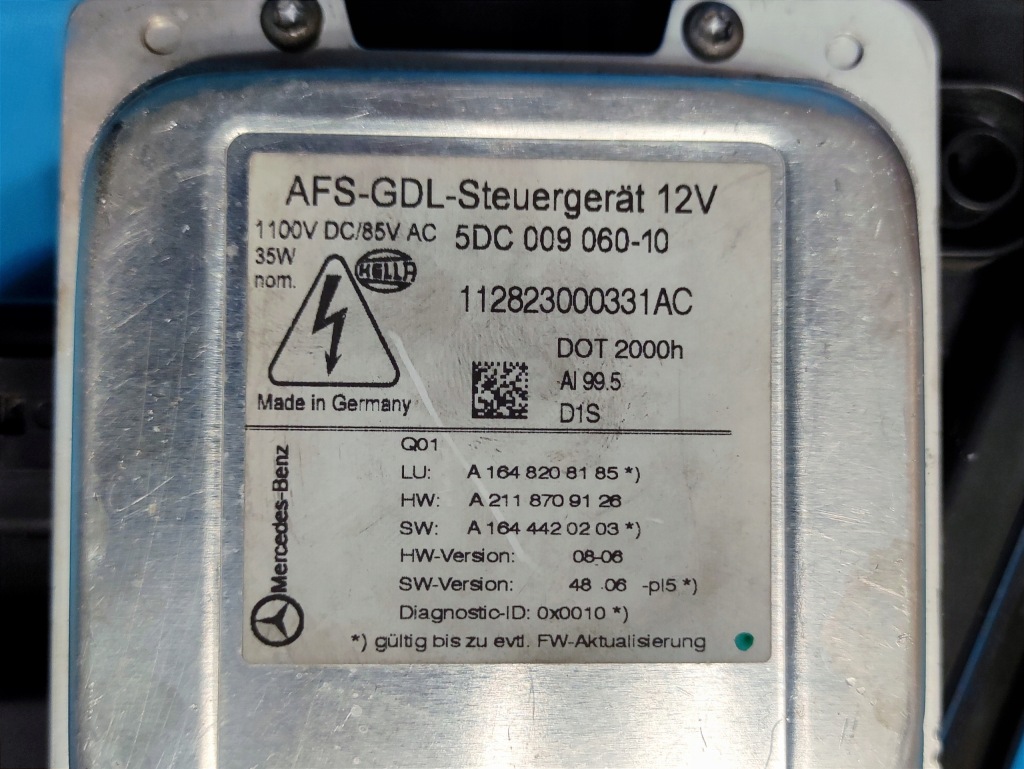 AFS-GDL-Steuergerät 12V
1100V DC/85V AC 5DC 009 060-10
35W
nom.
HELLA
112823000331AC
DOT 2000h
Al 99.5
D1S
Made in Germany
Mercedes-Benz
Q01
LU: A 164 820 81 85 *)
HW: A 211 870 91 26
SW: A 164 442 02 03 *)
HW-Version: 08-06
SW-Version: 48 .06 -pl5 *)
Diagnostic-ID: 0x0010 *)
*) gültig bis zu evtl. FW-Aktualisierung